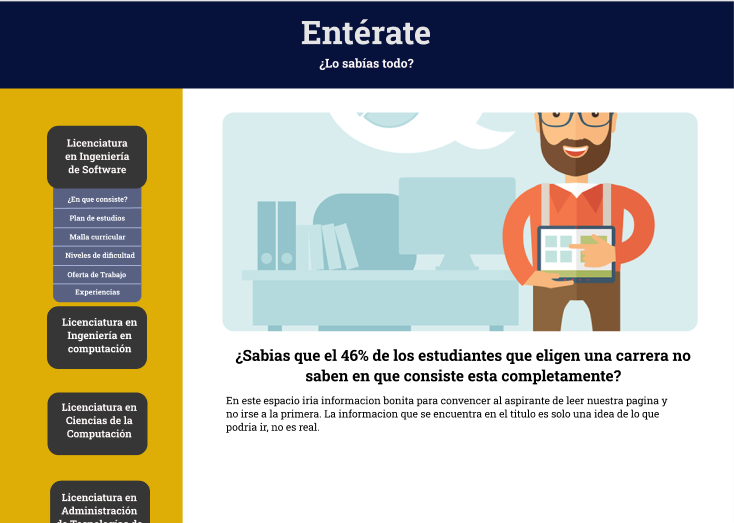 Entérate
¿Lo sabías todo?
Licenciatura
en Ingeniería
de Software
¿En que consiste?
Plan de estudios
Malla curricular
Niveles de dificultad
Oferta de Trabajo
Experiencias
Licenciatura en
Ingeniería en
computación
Licenciatura en
Ciencias de la
Computación
Licenciatura en
Administración
de Tecnologías de
¿Sabias que el 46% de los estudiantes que eligen una carrera no
saben en que consiste esta completamente?
En este espacio iria informacion bonita para convencer al aspirante de leer nuestra pagina y
no irse a la primera. La informacion que se encuentra en el titulo es solo una idea de lo que
podria ir, no es real.